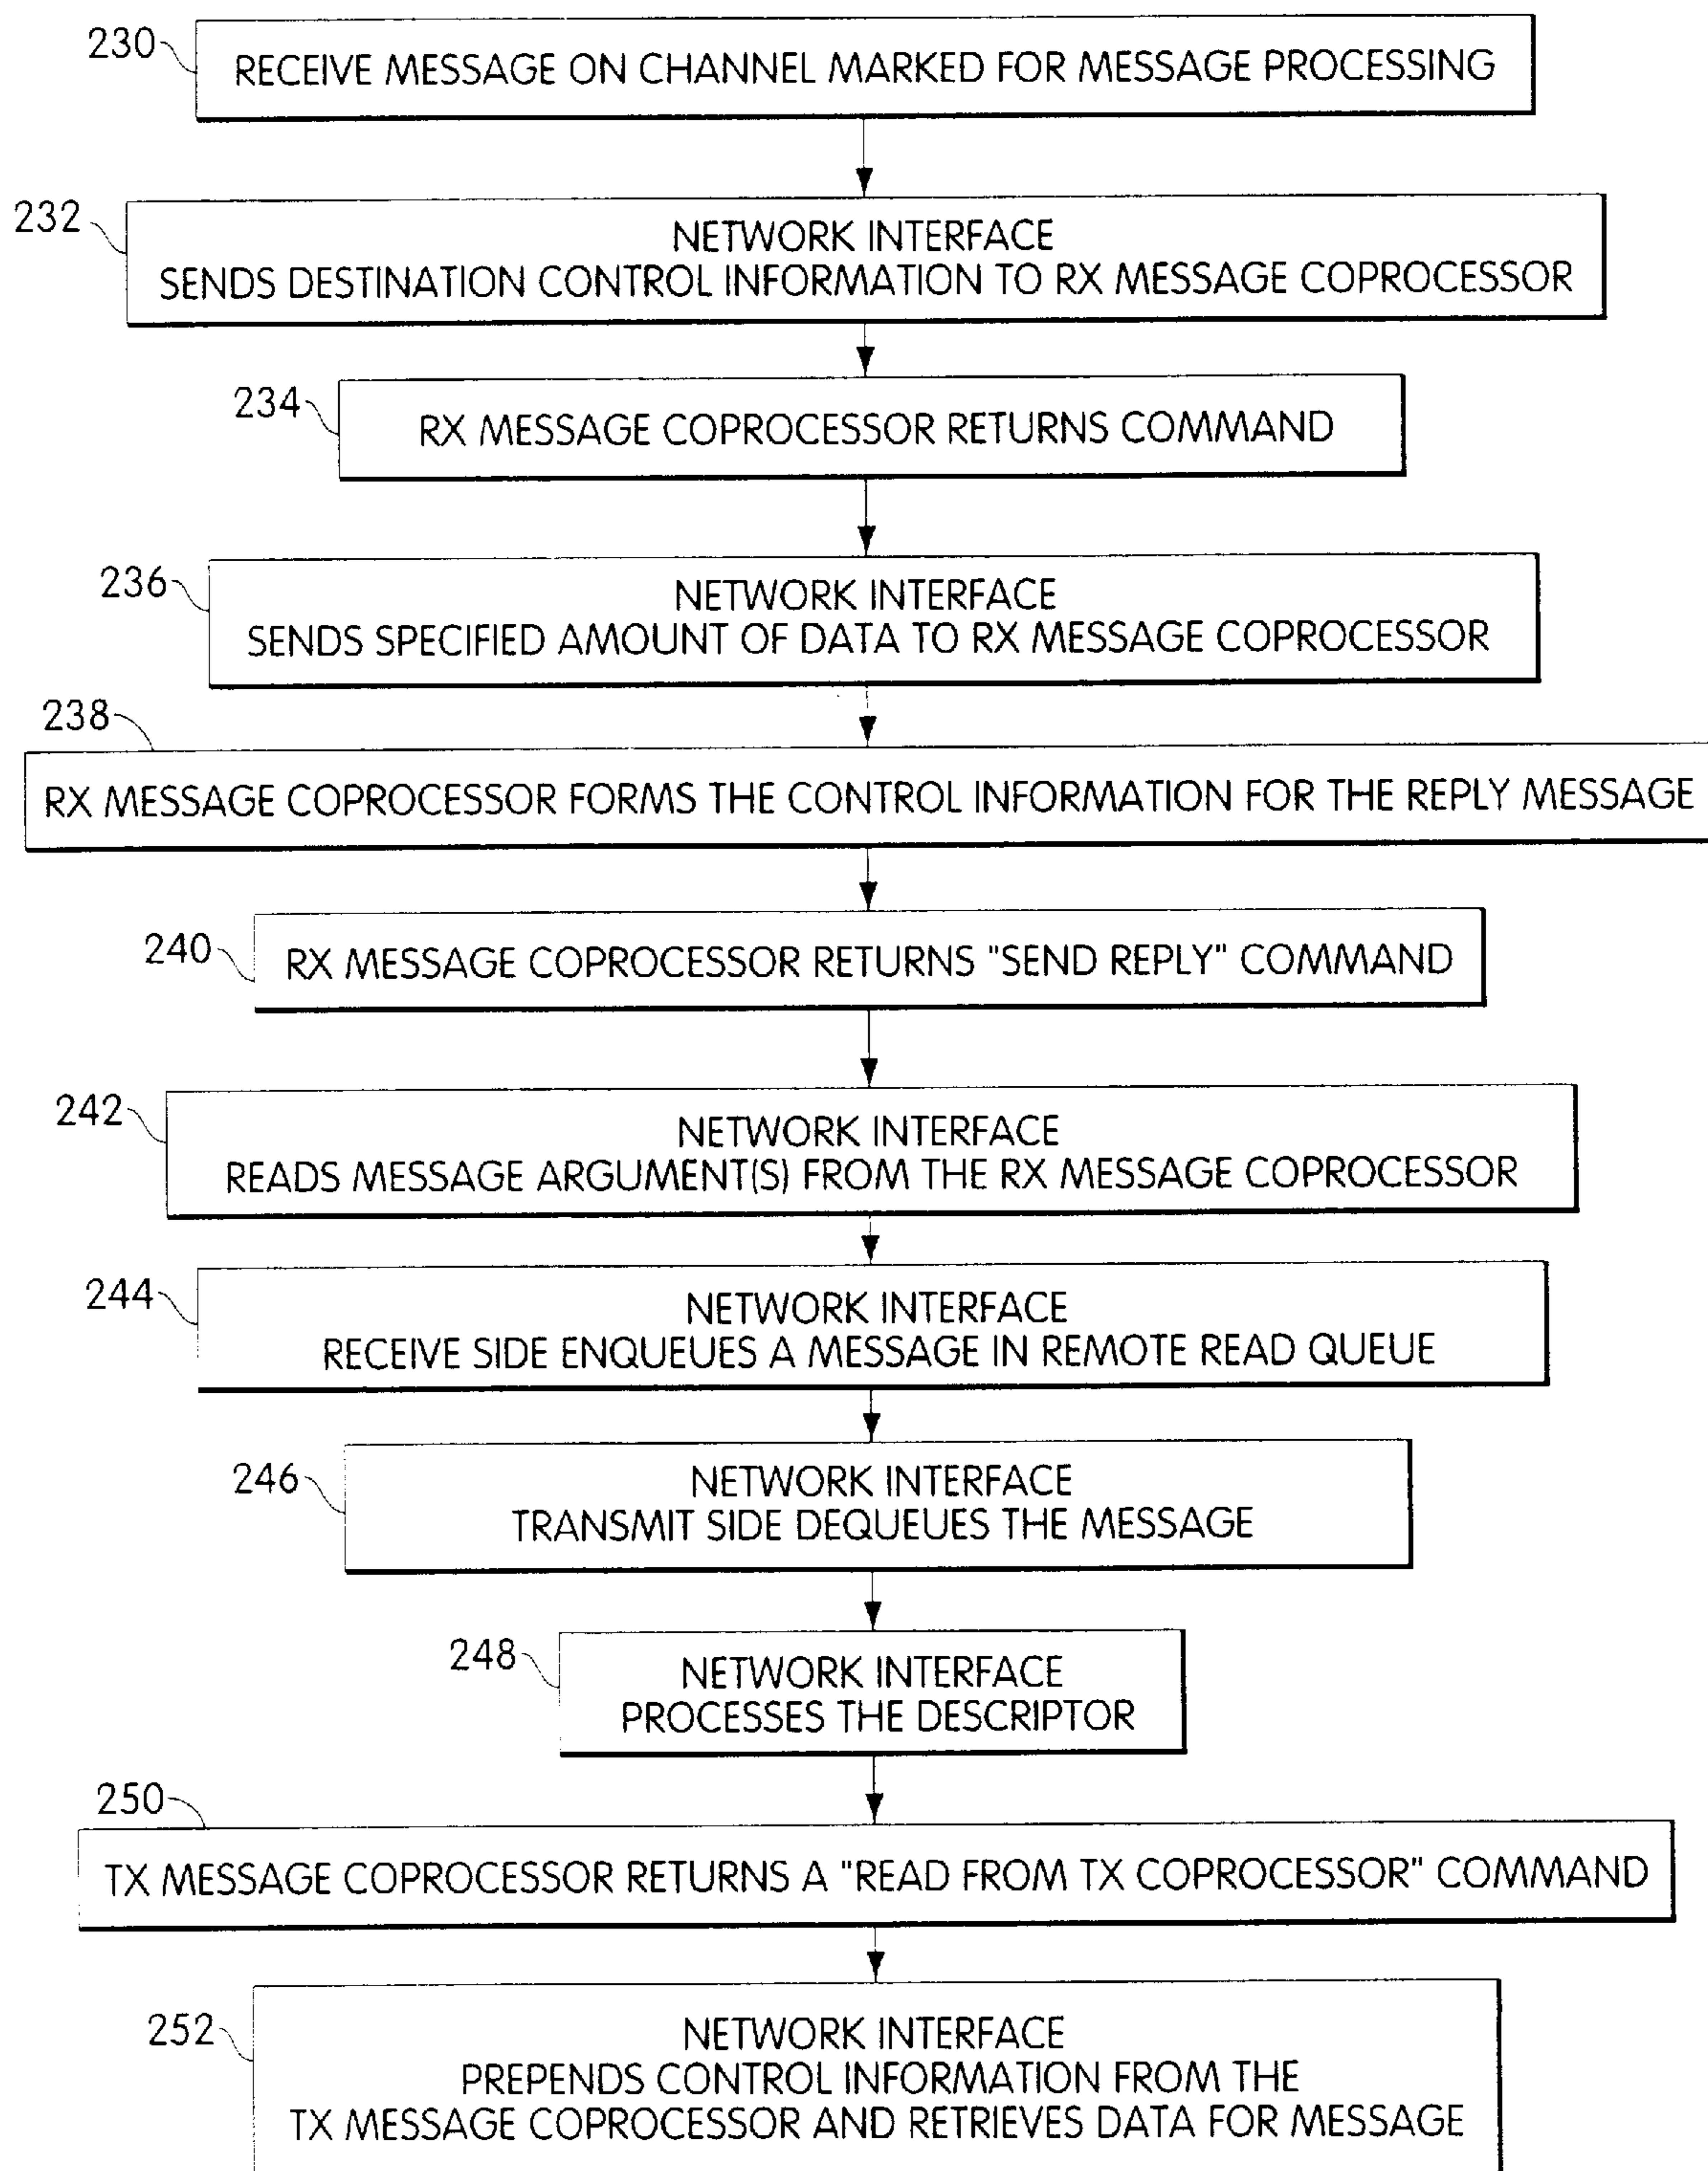 230
RECEIVE MESSAGE ON CHANNEL MARKED FOR MESSAGE PROCESSING
232
NETWORK INTERFACE
SENDS DESTINATION CONTROL INFORMATION TO RX MESSAGE COPROCESSOR
234
RX MESSAGE COPROCESSOR RETURNS COMMAND
236
NETWORK INTERFACE
SENDS SPECIFIED AMOUNT OF DATA TO RX MESSAGE COPROCESSOR
238
RX MESSAGE COPROCESSOR FORMS THE CONTROL INFORMATION FOR THE REPLY MESSAGE
240
RX MESSAGE COPROCESSOR RETURNS "SEND REPLY" COMMAND
242
NETWORK INTERFACE
READS MESSAGE ARGUMENT(S) FROM THE RX MESSAGE COPROCESSOR
244
NETWORK INTERFACE
RECEIVE SIDE ENQUEUES A MESSAGE IN REMOTE READ QUEUE
246
NETWORK INTERFACE
TRANSMIT SIDE DEQUEUES THE MESSAGE
248
NETWORK INTERFACE
PROCESSES THE DESCRIPTOR
250
TX MESSAGE COPROCESSOR RETURNS A "READ FROM TX COPROCESSOR" COMMAND
252
NETWORK INTERFACE
PREPENDS CONTROL INFORMATION FROM THE
TX MESSAGE COPROCESSOR AND RETRIEVES DATA FOR MESSAGE